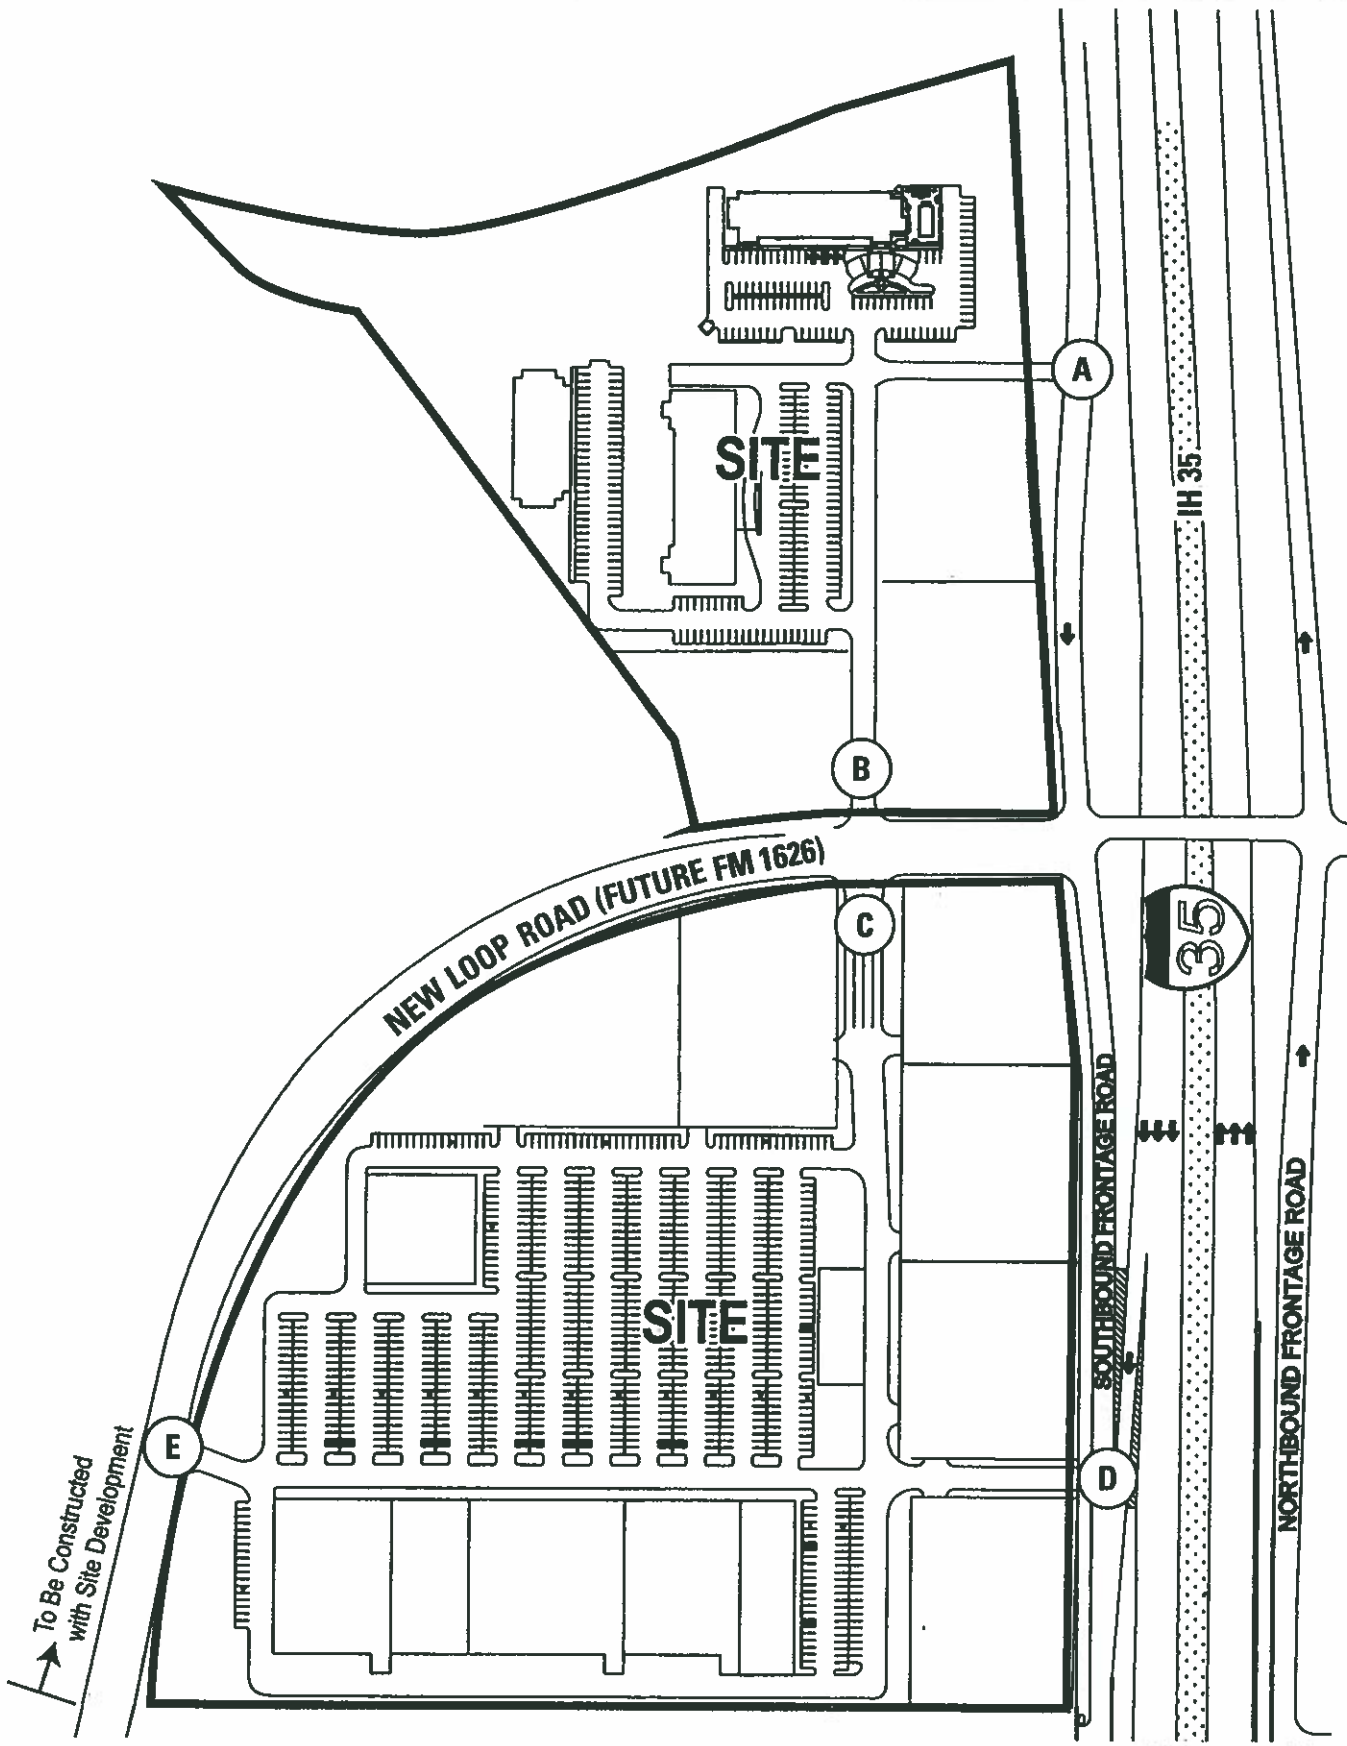 A
SITE
IH 35
B
NEW LOOP ROAD (FUTURE FM 1626)
C
35
SOUTHBOUND FRONTAGE ROAD
NORTHBOUND FRONTAGE ROAD
SITE
E
D
To Be Constructed
with Site Development